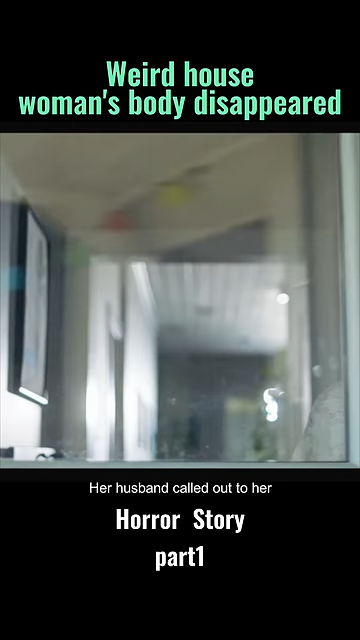 Weird house
woman's body disappeared
Her husband called out to her
Horror Story
part1